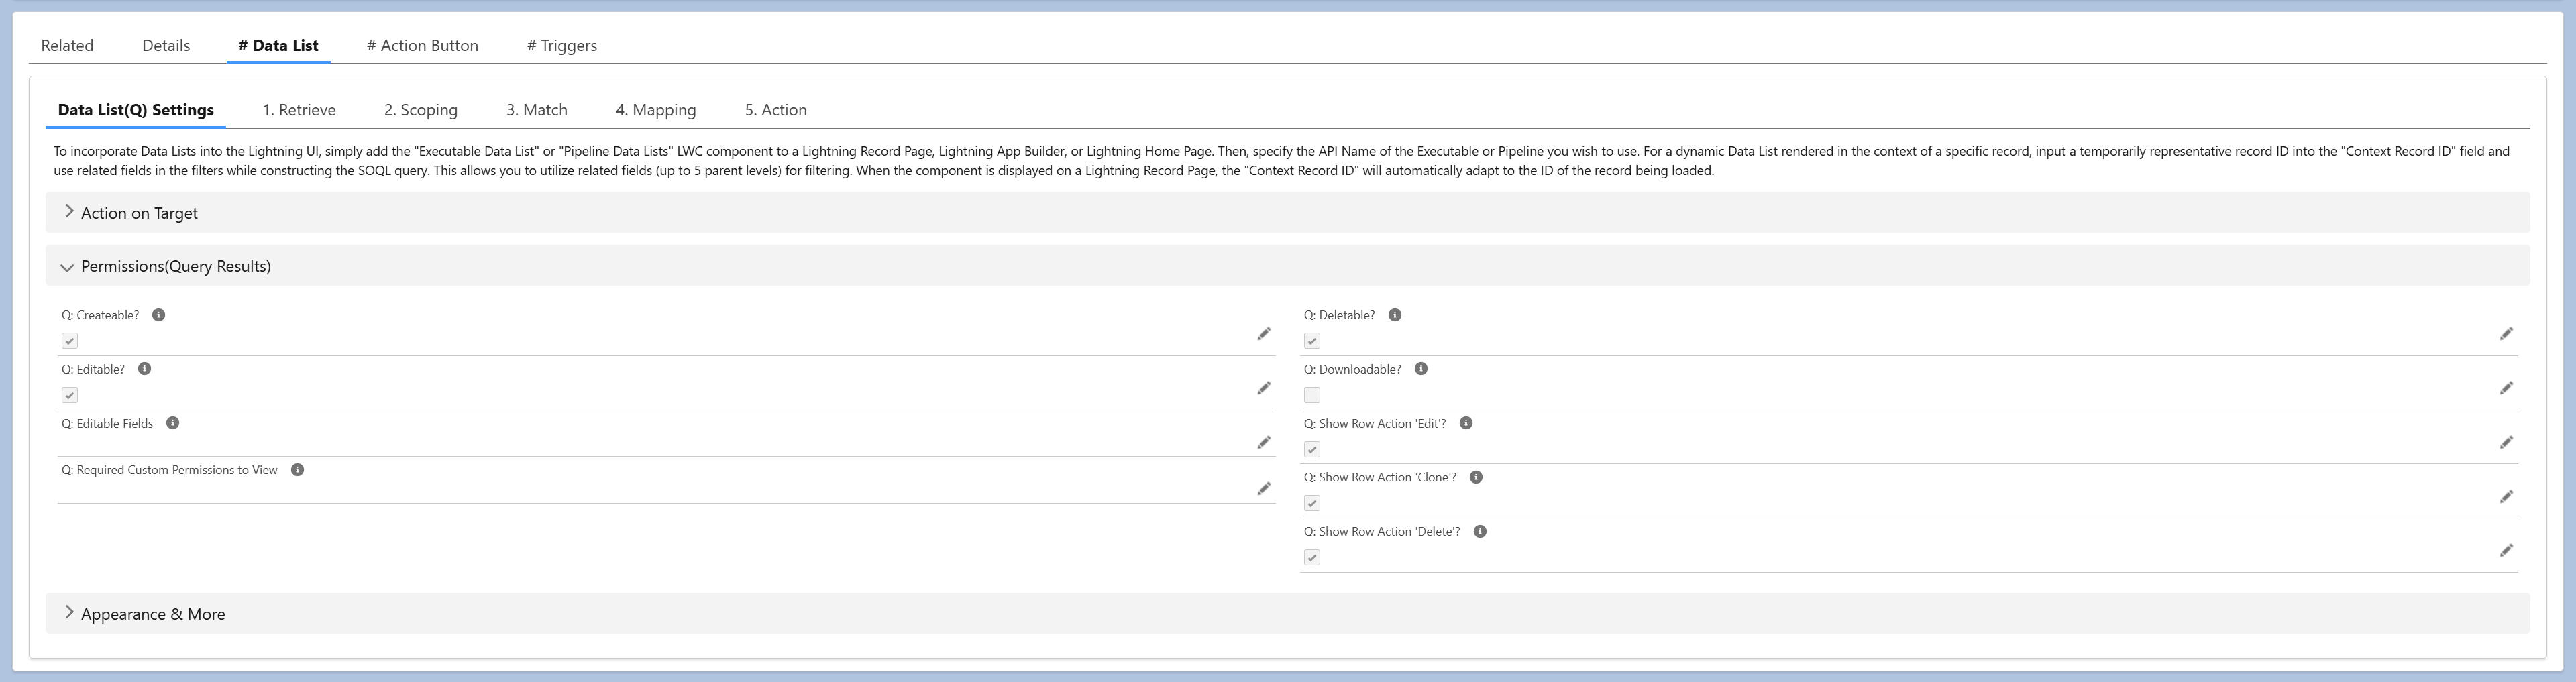 Related Details # Data List # Action Button # Triggers
Data List(Q) Settings 1. Retrieve 2. Scoping 3. Match 4. Mapping 5. Action
To incorporate Data Lists into the Lightning UI, simply add the "Executable Data List" or "Pipeline Data Lists" LWC component to a Lightning Record Page, Lightning App Builder, or Lightning Home Page. Then, specify the API Name of the Executable or Pipeline you wish to use. For a dynamic Data List rendered in the context of a specific record, input a temporarily representative record ID into the "Context Record ID" field and
use related fields in the filters while constructing the SOQL query. This allows you to utilize related fields (up to 5 parent levels) for filtering. When the component is displayed on a Lightning Record Page, the "Context Record ID" will automatically adapt to the ID of the record being loaded.
Action on Target
Permissions(Query Results)
Q: Createable?
Q: Editable?
Q: Editable Fields
Q: Required Custom Permissions to View
Q: Deletable?
Q: Downloadable?
Q: Show Row Action 'Edit'?
Q: Show Row Action 'Clone'?
Q: Show Row Action 'Delete'?
Appearance & More